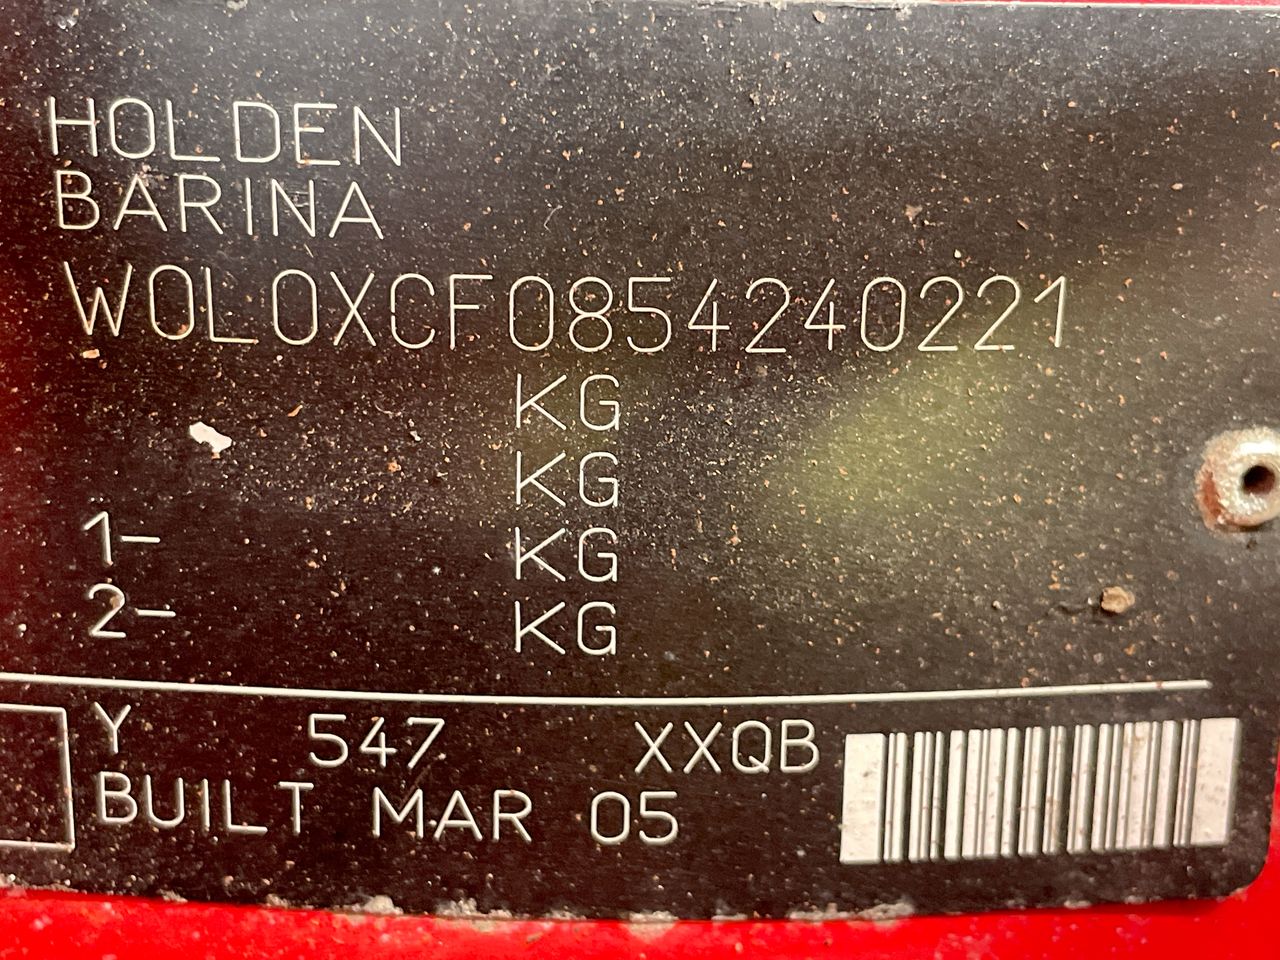 HOLDEN
BARINA
W0L0XCF0854240221
KG
KG
1- KG
2- KG
Y 547 XXQB
BUILT MAR 05